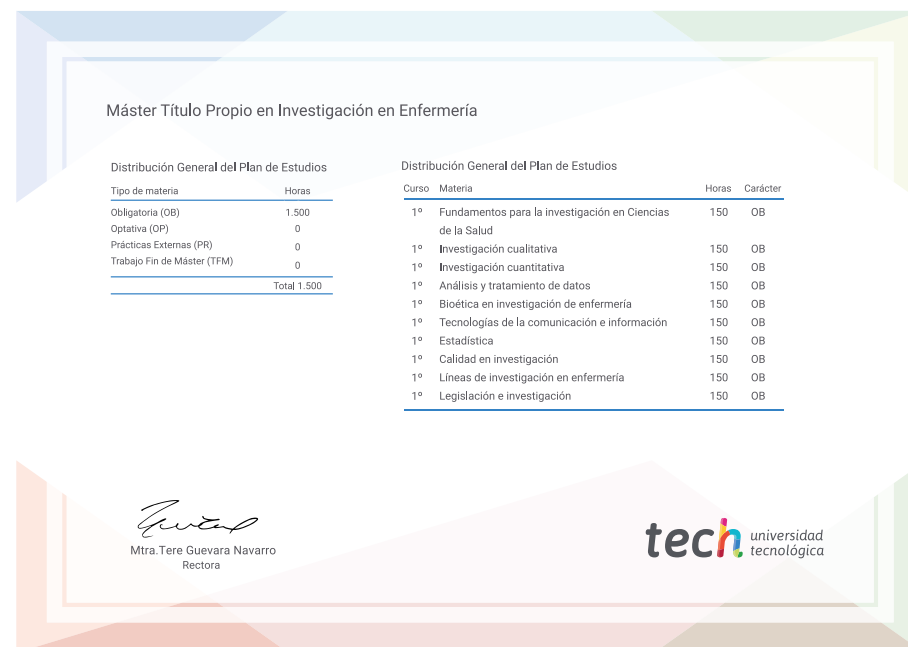 Máster Título Propio en Investigación en Enfermería
Distribución General del Plan de Estudios
Tipo de materia Horas
Obligatoria (OB) 1.500
Optativa (OP) 0
Prácticas Externas (PR) 0
Trabajo Fin de Máster (TFM) 0
Total 1.500
Distribución General del Plan de Estudios
Curso Materia Horas Carácter
1º Fundamentos para la investigación en Ciencias 150 OB
de la Salud
1º Investigación cualitativa 150 OB
1º Investigación cuantitativa 150 OB
1º Análisis y tratamiento de datos 150 OB
1º Bioética en investigación de enfermería 150 OB
1º Tecnologías de la comunicación e información 150 OB
1º Estadística 150 OB
1º Calidad en investigación 150 OB
1º Líneas de investigación en enfermería 150 OB
1º Legislación e investigación 150 OB
Mtra.Tere Guevara Navarro
Rectora
tech universidad
tecnológica